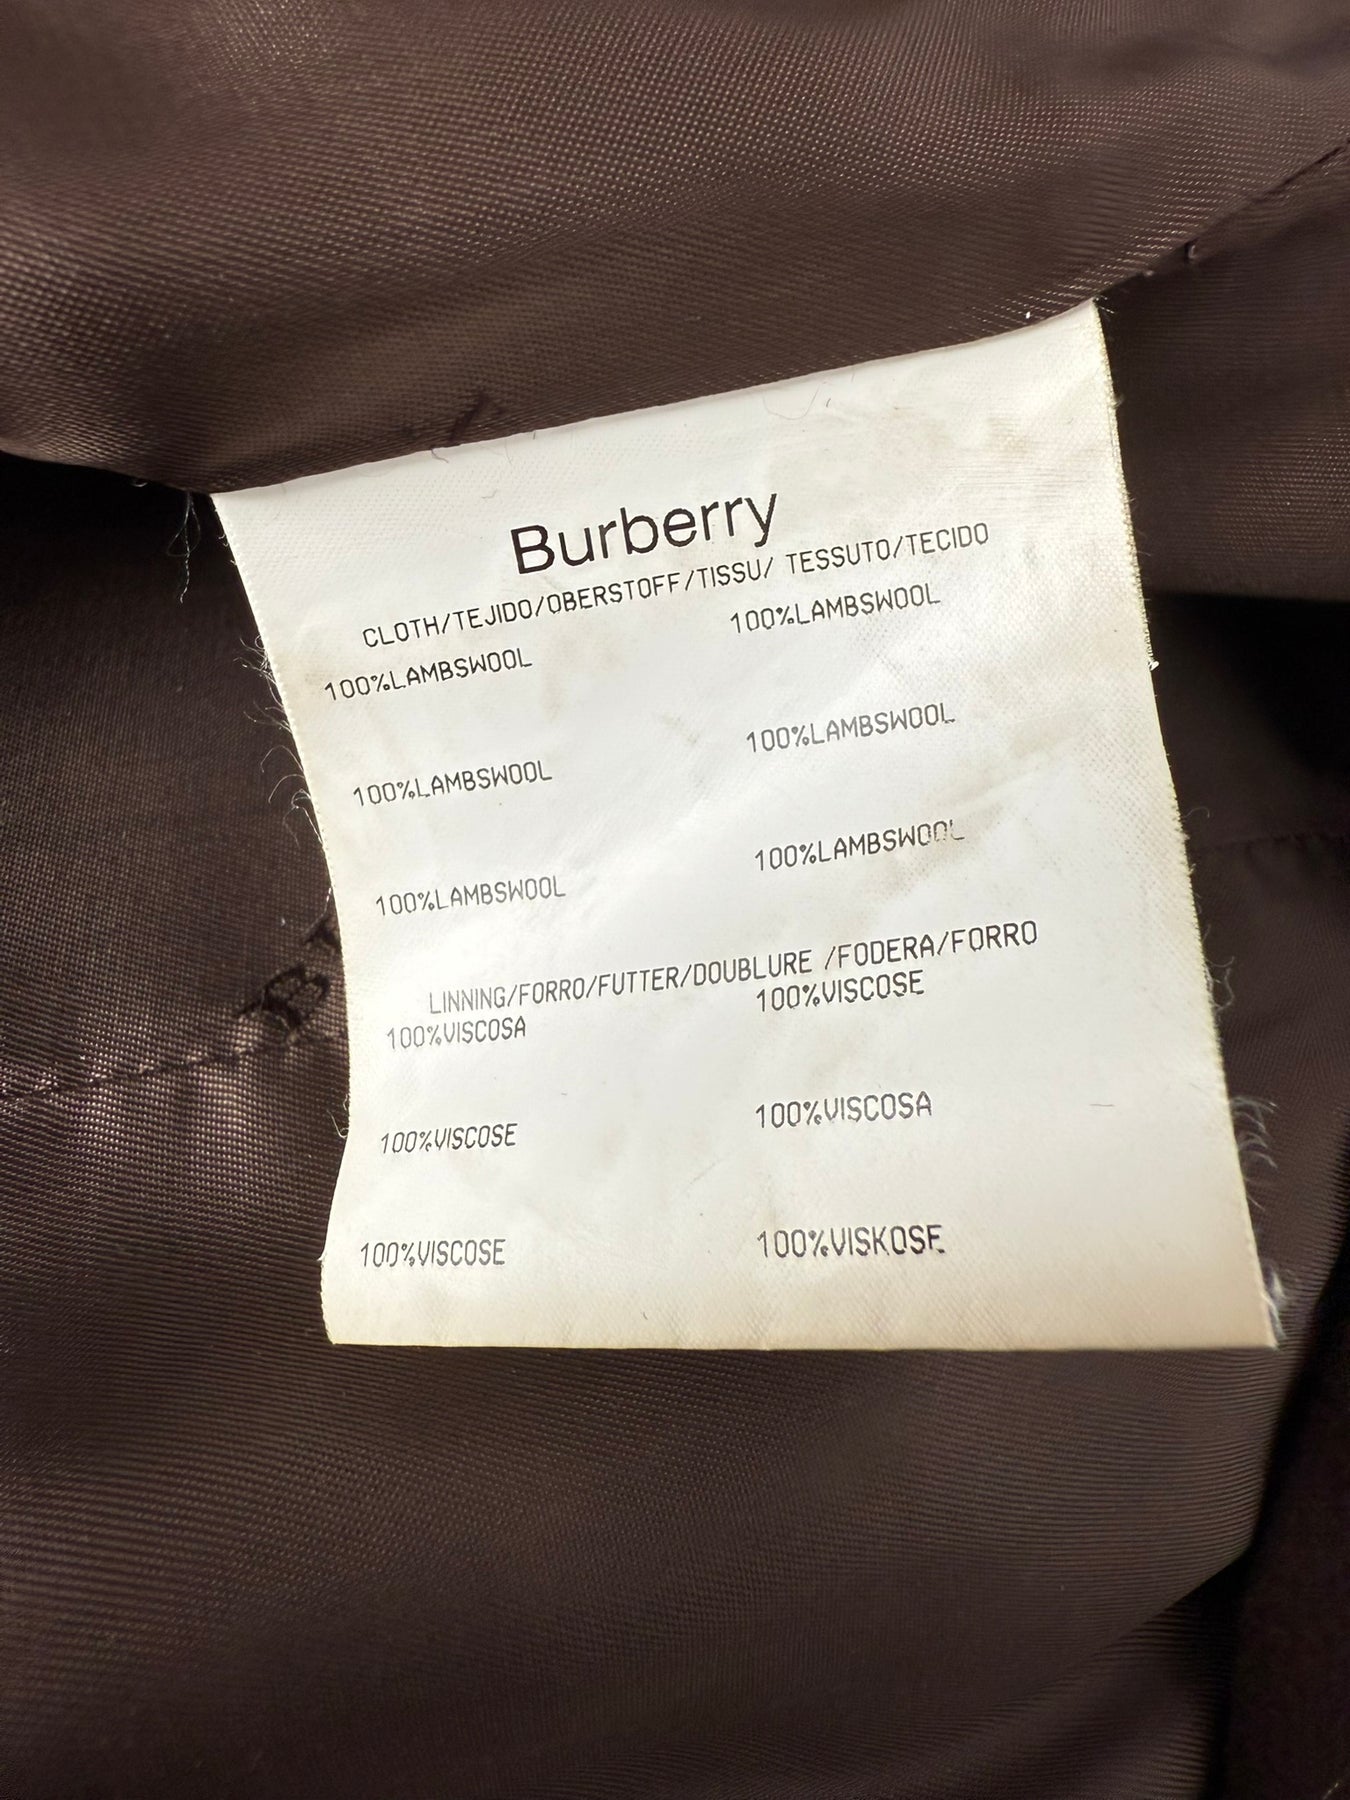 Burberry
CLOTH/TEJIDO/OBERSTOFF/TISSU/ TESSUTO/TECIDO
100%LAMBSWOOL 100%LAMBSWOOL
100%LAMBSWOOL 100%LAMBSWOOL
100%LAMBSWOOL 100%LAMBSWOOL
LINNING/FORRO/FUTTER/DOUBLURE /FODERA/FORRO
100%VISCOSA 100%VISCOSE
100%VISCOSE 100%VISCOSA
100%VISCOSE 100%VISKOSE